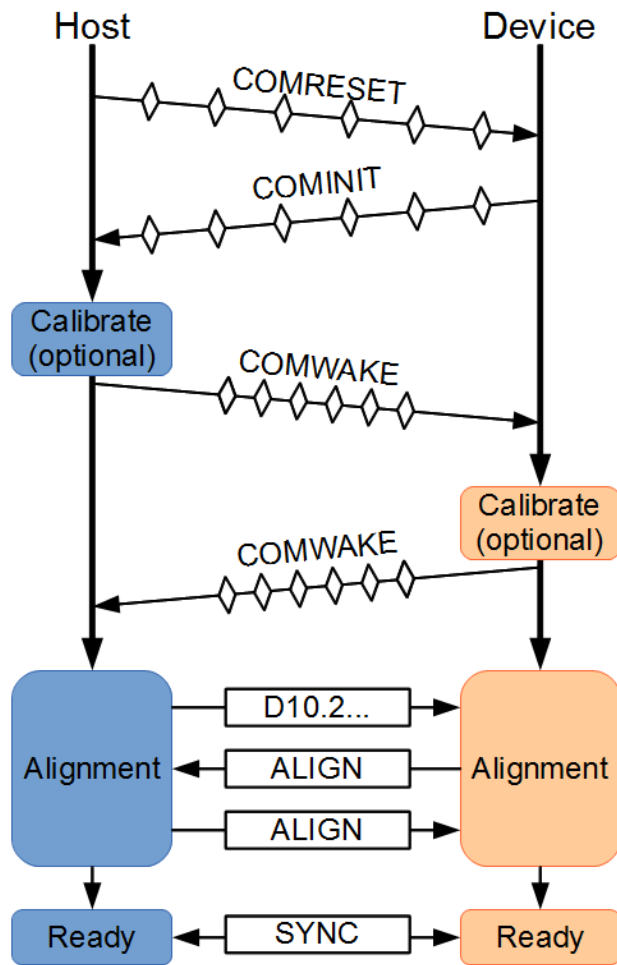 Host
Device
COMRESET
COMINIT
Calibrate
(optional)
COMWAKE
Calibrate
(optional)
COMWAKE
Alignment
D10.2...
ALIGN
ALIGN
Alignment
Ready
SYNC
Ready